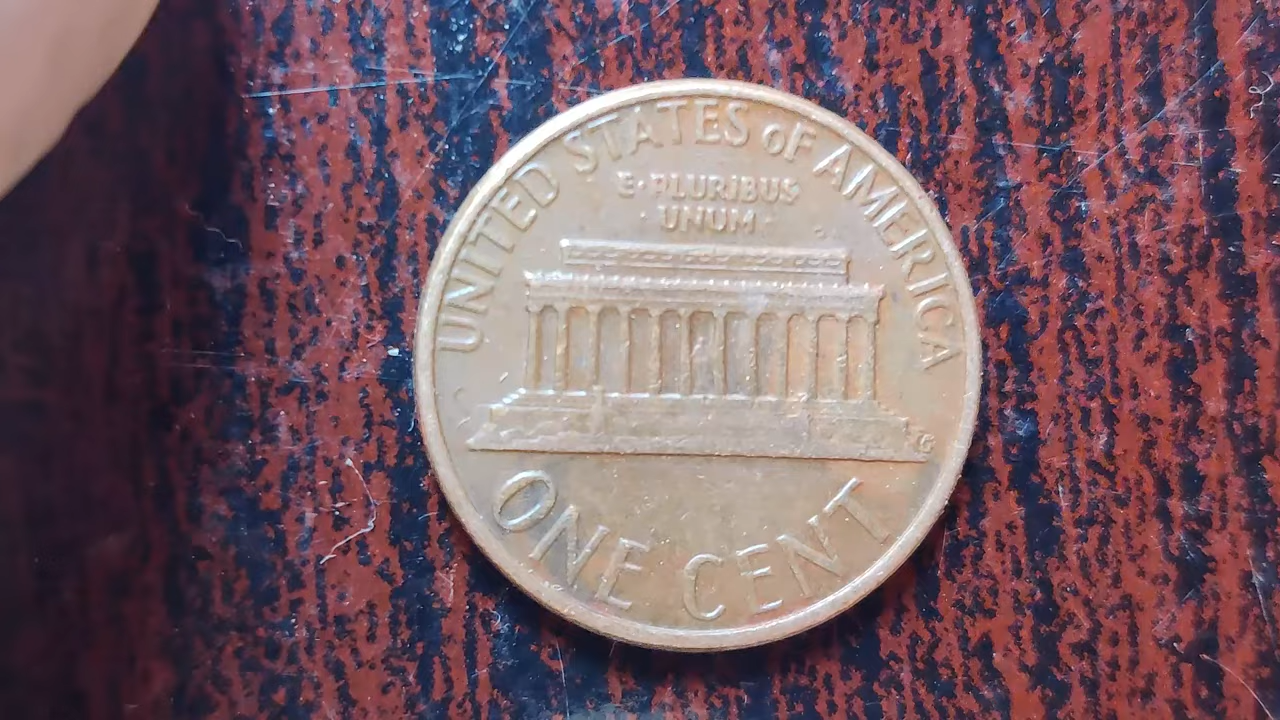 UNITED STATES oF AMERICA
E·PLURIBUS
·UNUM·
ONE CENT